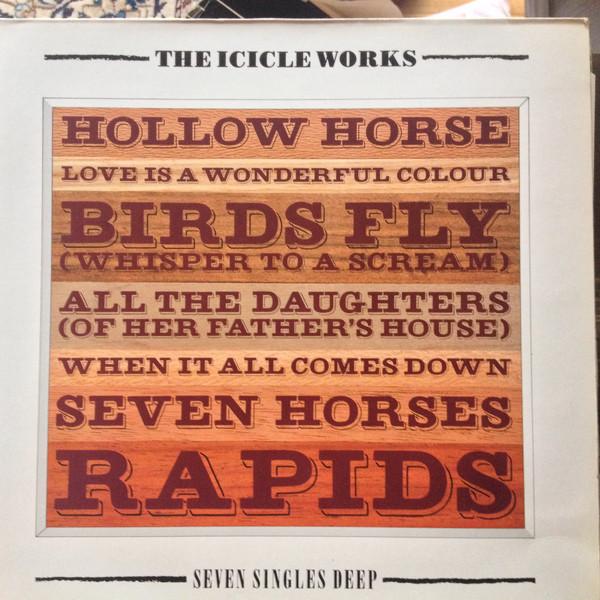 THE ICICLE WORKS
HOLLOW HORSE
LOVE IS A WONDERFUL COLOUR
BIRDS FLY
(WHISPER TO A SCREAM)
ALL THE DAUGHTERS
(OF HER FATHER'S HOUSE)
WHEN IT ALL COMES DOWN
SEVEN HORSES
RAPIDS
SEVEN SINGLES DEEP